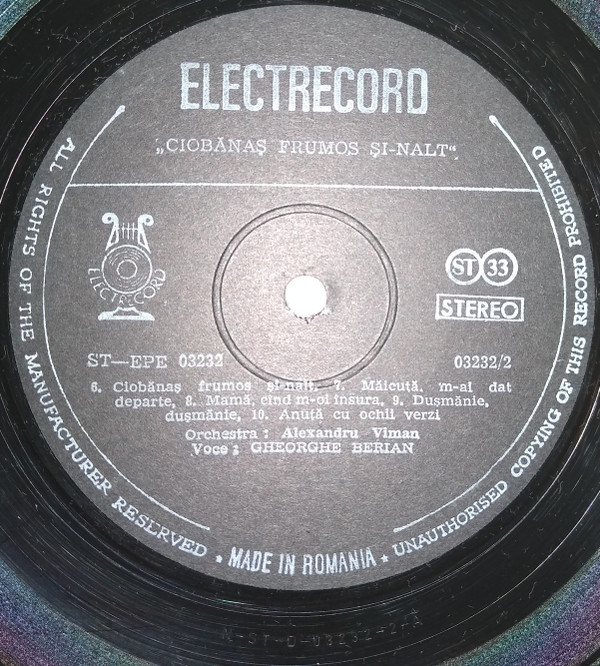 ELECTRECORD
„CIOBĂNAȘ FRUMOS ȘI-NALT“
ALL RIGHTS OF THE MANUFACTURER RESERVED
ELECTRECORD
ST 33
STEREO
ST—EPE 03232
03232/2
6. Ciobănaș frumos și-nalt, 7. Măicuță, m-ai dat
departe, 8. Mamă, cînd m-oi însura, 9. Dușmănie,
dușmănie, 10. Anuță cu ochii verzi
Orchestra : Alexandru Viman
Voce : GHEORGHE BERIAN
★ MADE IN ROMANIA ★
UNAUTHORISED COPYING OF THIS RECORD PROHIBITED